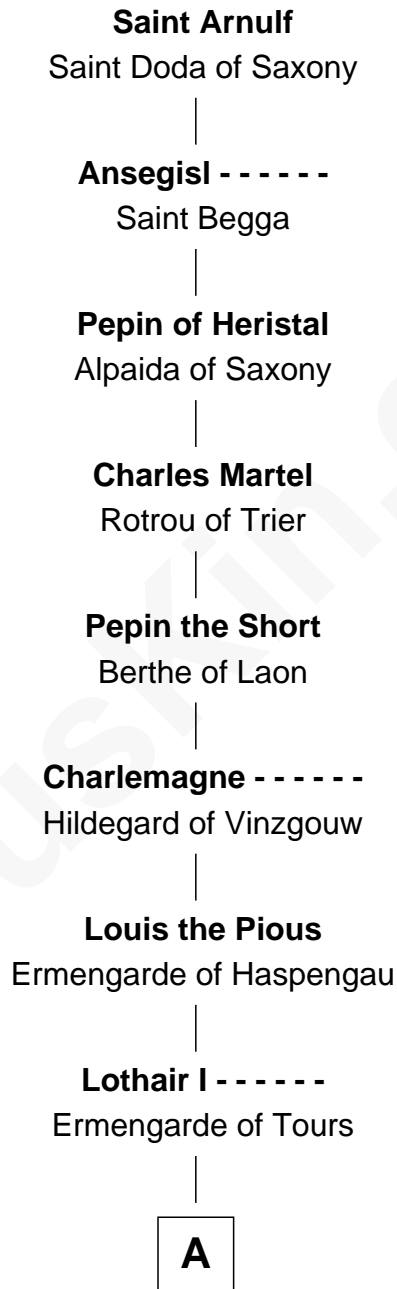 Saint Arnulf
Saint Doda of Saxony
Ansegisl - - - - - -
Saint Begga
Pepin of Heristal
Alpaida of Saxony
Charles Martel
Rotrou of Trier
Pepin the Short
Berthe of Laon
Charlemagne - - - - - -
Hildegard of Vinzgouw
Louis the Pious
Ermengarde of Haspengau
Lothair I - - - - - -
Ermengarde of Tours
A